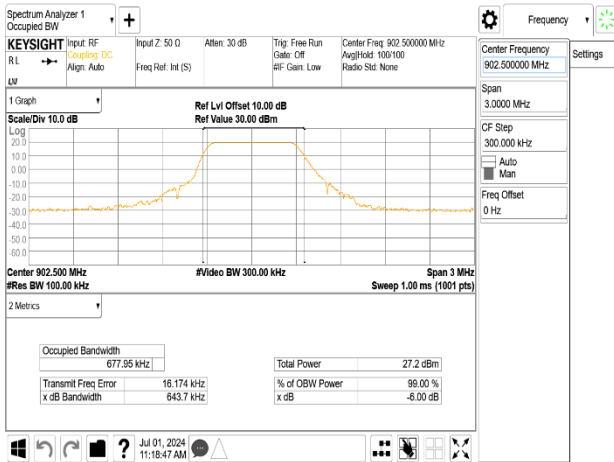 Spectrum Analyzer 1
Occupied BW
Frequency
KEYSIGHT
R L
LNI
Input: RF
Coupling: DC
Align: Auto
Input Z: 50 Ω
Freq Ref: Int (S)
Atten: 30 dB
Trig: Free Run
Gate: Off
#IF Gain: Low
Center Freq: 902.500000 MHz
Avg|Hold: 100/100
Radio Std: None
Center Frequency
902.500000 MHz
Settings
Span
3.0000 MHz
CF Step
300.000 kHz
Auto
Man
Freq Offset
0 Hz
1 Graph
Scale/Div 10.0 dB
Ref Lvl Offset 10.00 dB
Ref Value 30.00 dBm
Log
20.0
10.0
0.00
-10.0
-20.0
-30.0
-40.0
-50.0
-60.0
Center 902.500 MHz
#Video BW 300.00 kHz
Span 3 MHz
#Res BW 100.00 kHz
Sweep 1.00 ms (1001 pts)
2 Metrics
Occupied Bandwidth
677.95 kHz
Total Power 27.2 dBm
Transmit Freq Error 16.174 kHz
% of OBW Power 99.00 %
x dB Bandwidth 643.7 kHz
x dB -6.00 dB
?
Jul 01, 2024
11:18:47 AM